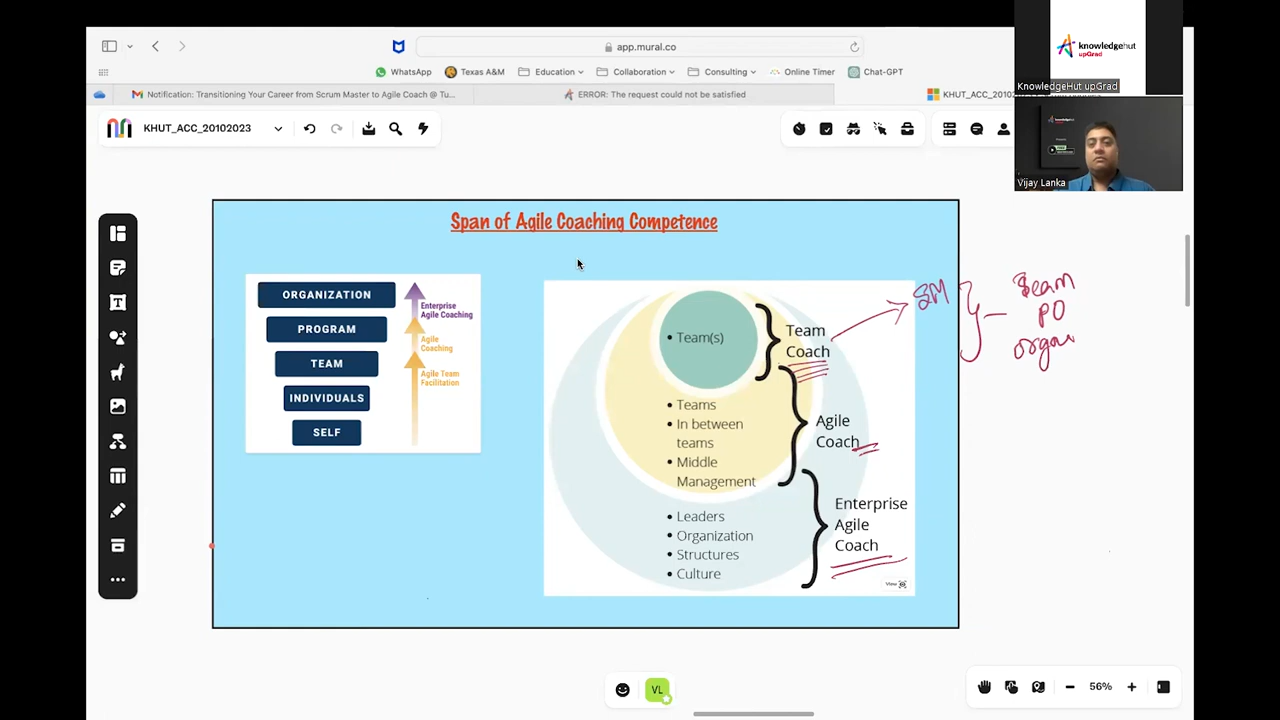 app.mural.co
WhatsApp
Texas A&M
Education
Collaboration
Consulting
Online Timer
Chat-GPT
Notification: Transitioning Your Career from Scrum Master to Agile Coach @ Tu...
ERROR: The request could not be satisfied
KHUT_ACC_2010
knowledgehut
upGrad
KnowledgeHut upGrad
Vijay Lanka
KHUT_ACC_20102023
Span of Agile Coaching Competence
ORGANIZATION
PROGRAM
TEAM
INDIVIDUALS
SELF
Enterprise
Agile Coaching
Agile
Coaching
Agile Team
Facilitation
• Team(s)
Team
Coach
• Teams
• In between
teams
• Middle
Management
Agile
Coach
• Leaders
• Organization
• Structures
• Culture
Enterprise
Agile
Coach
View
SM
PO
VL
56%